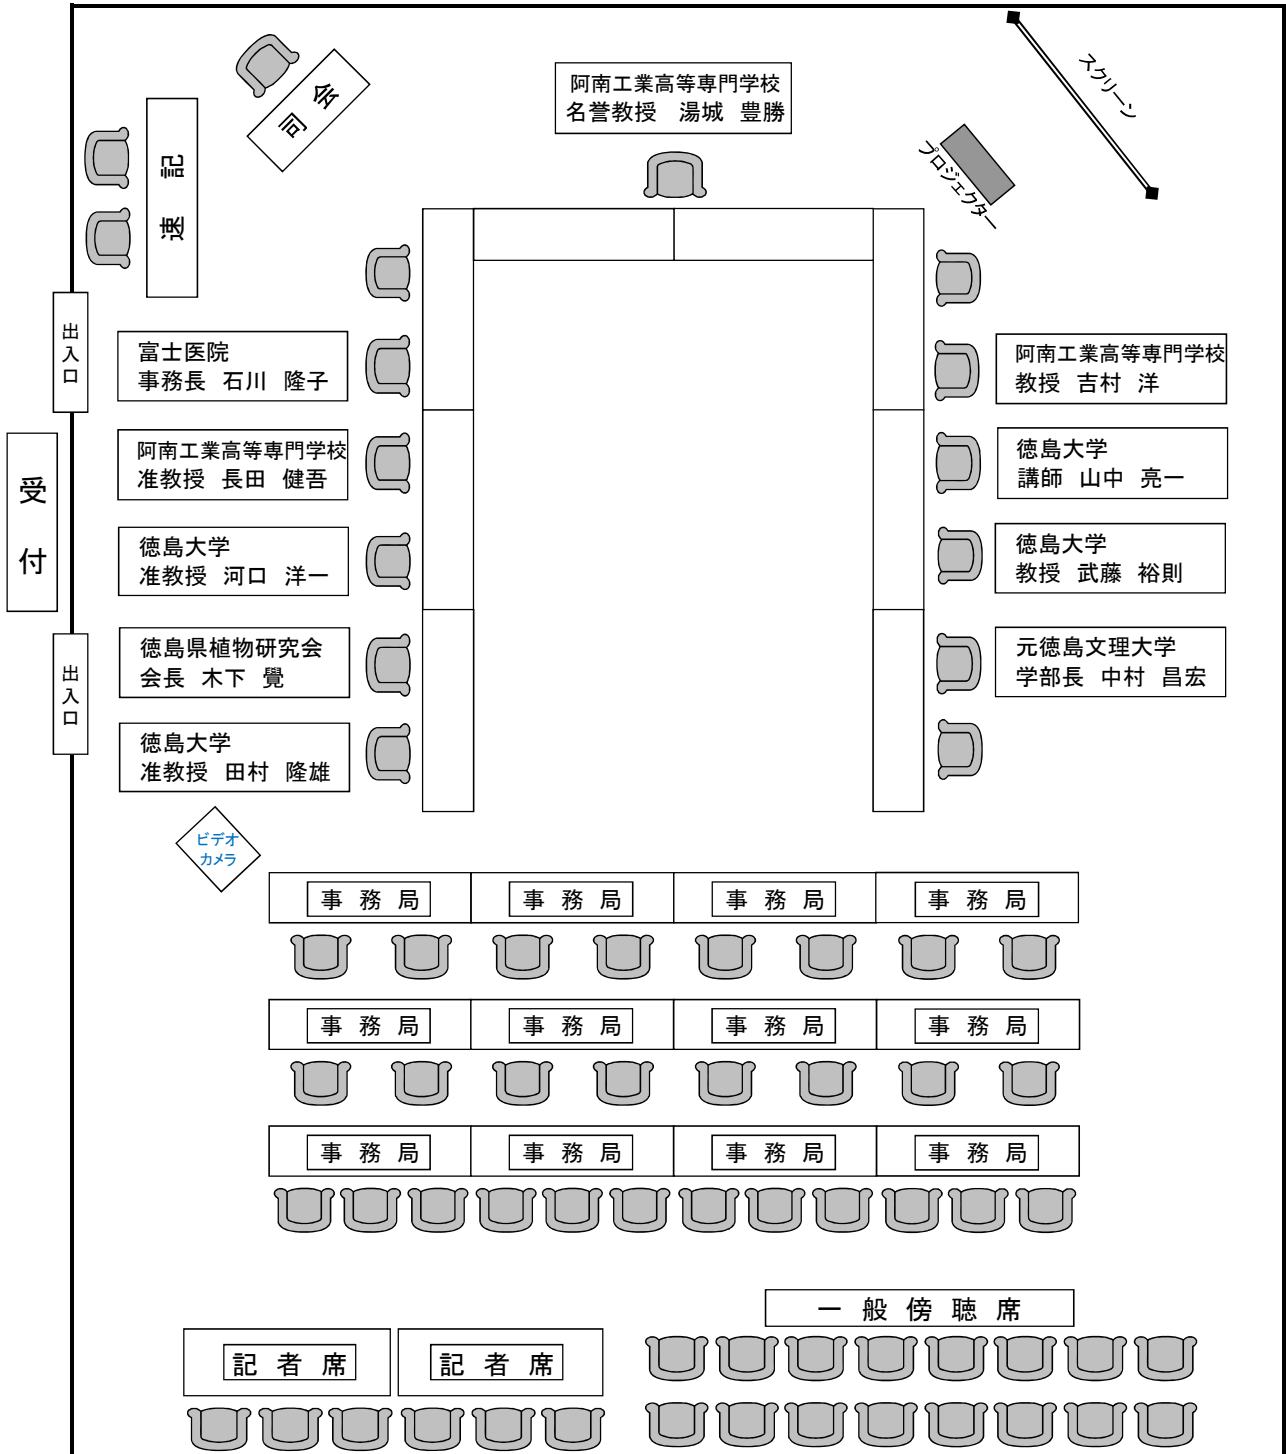 スクリーン
プロジェクター
司会
速記
阿南工業高等専門学校
名誉教授 湯城 豊勝
出入口
受付
出入口
富士医院
事務長 石川 隆子
阿南工業高等専門学校
准教授 長田 健吾
徳島大学
准教授 河口 洋一
徳島県植物研究会
会長 木下 覺
徳島大学
准教授 田村 隆雄
阿南工業高等専門学校
教授 吉村 洋
徳島大学
講師 山中 亮一
徳島大学
教授 武藤 裕則
元徳島文理大学
学部長 中村 昌宏
ビデオ
カメラ
事務局 事務局 事務局 事務局
事務局 事務局 事務局 事務局
事務局 事務局 事務局 事務局
一般傍聴席
記者席 記者席